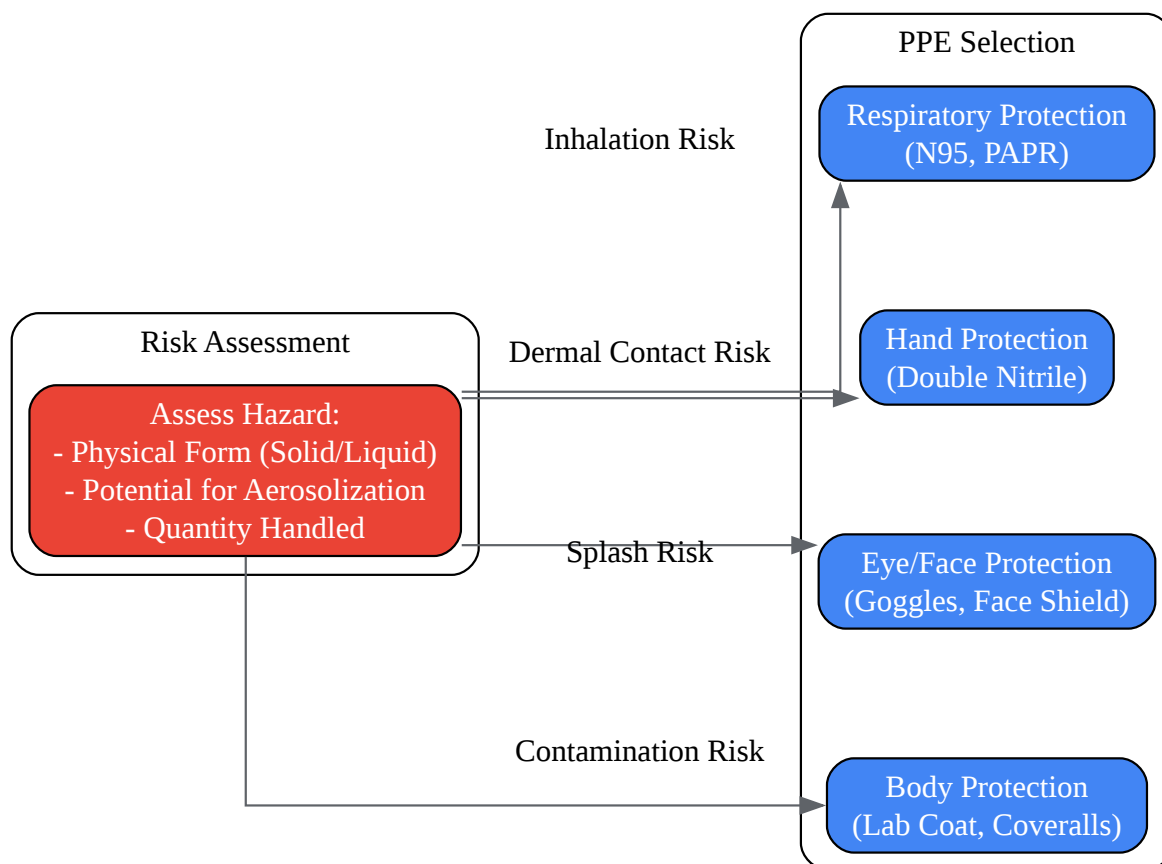 PPE Selection
Respiratory Protection
(N95, PAPR)
Inhalation Risk
Hand Protection
(Double Nitrile)
Risk Assessment
Dermal Contact Risk
Assess Hazard:
- Physical Form (Solid/Liquid)
- Potential for Aerosolization
- Quantity Handled
Splash Risk
Eye/Face Protection
(Goggles, Face Shield)
Contamination Risk
Body Protection
(Lab Coat, Coveralls)